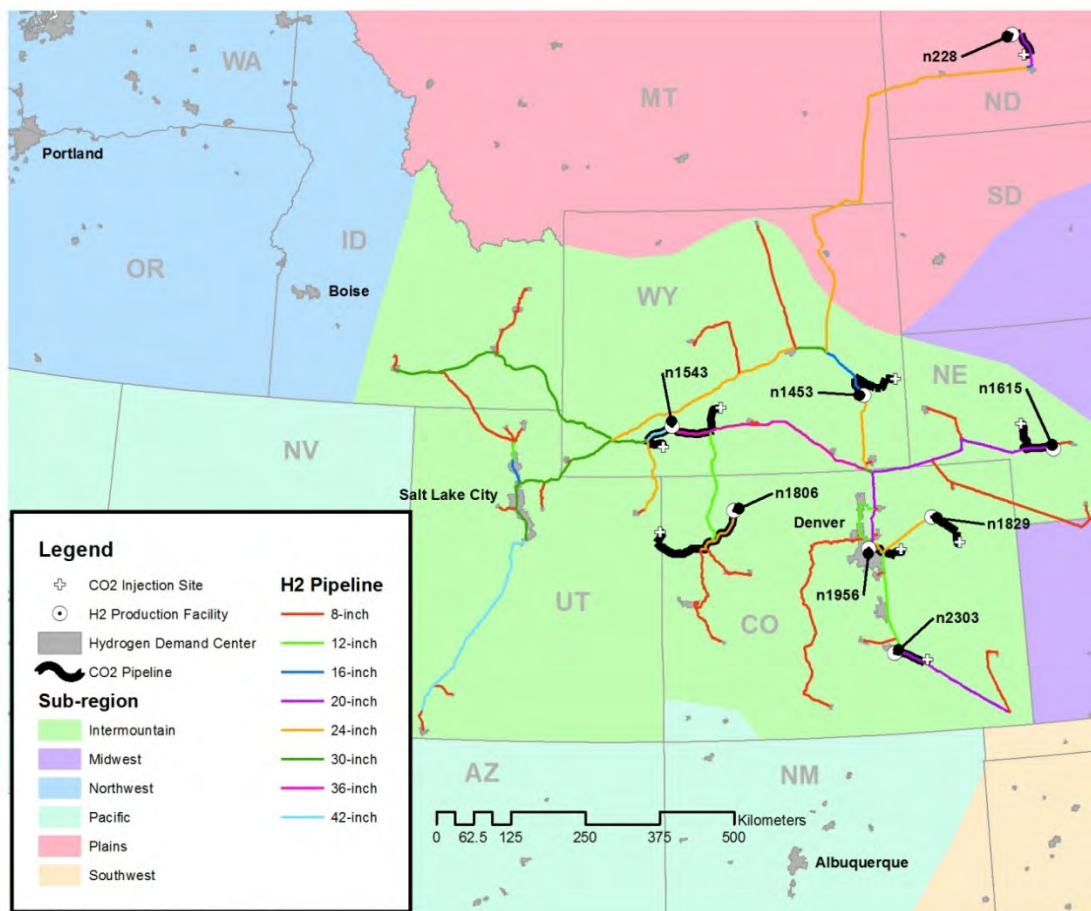 WA
MT
ND
n228
Portland
SD
ID
OR
Boise
WY
n1543
n1453
NE
n1615
NV
Salt Lake City
n1806
Denver
n1829
UT
CO
n1956
n2303
AZ
NM
Kilometers
0 62.5 125 250 375 500
Albuquerque
Legend
CO2 Injection Site
H2 Production Facility
Hydrogen Demand Center
CO2 Pipeline
Sub-region
Intermountain
Midwest
Northwest
Pacific
Plains
Southwest
H2 Pipeline
8-inch
12-inch
16-inch
20-inch
24-inch
30-inch
36-inch
42-inch